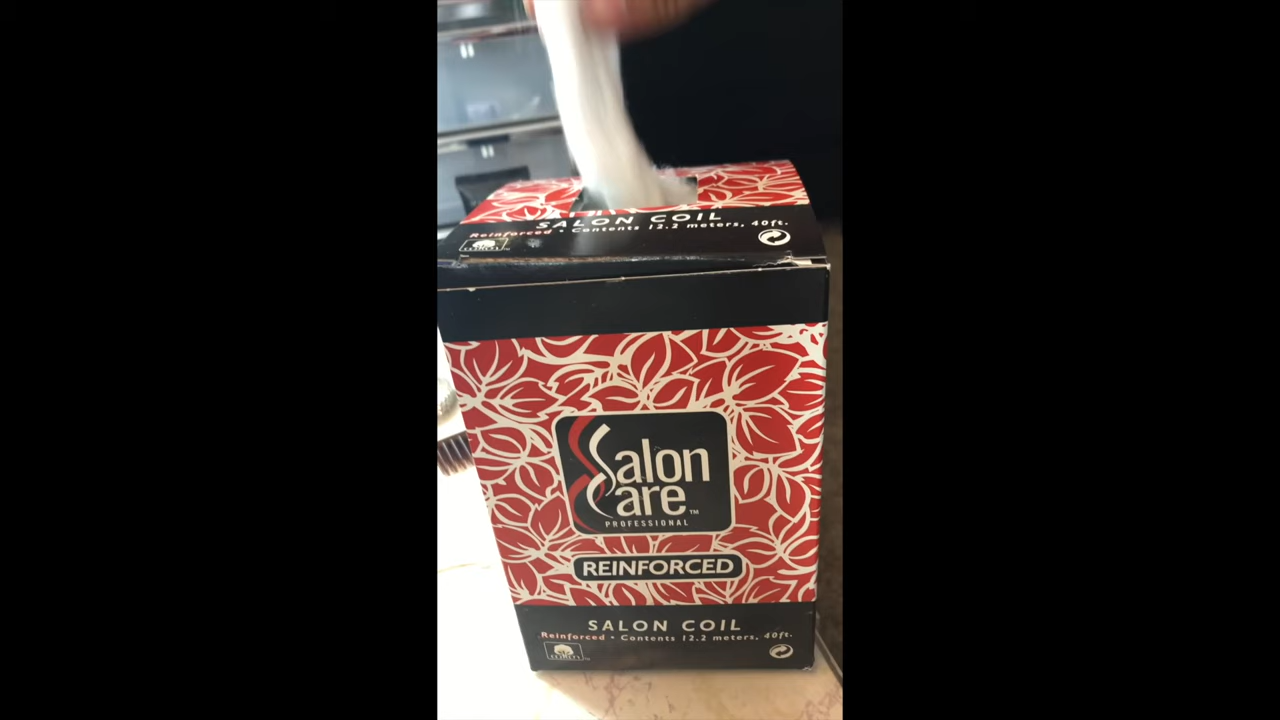 SALON COIL
Reinforced • Contents 12.2 meters, 40ft.
Salon
Care™
PROFESSIONAL
REINFORCED
SALON COIL
Reinforced • Contents 12.2 meters, 40ft.